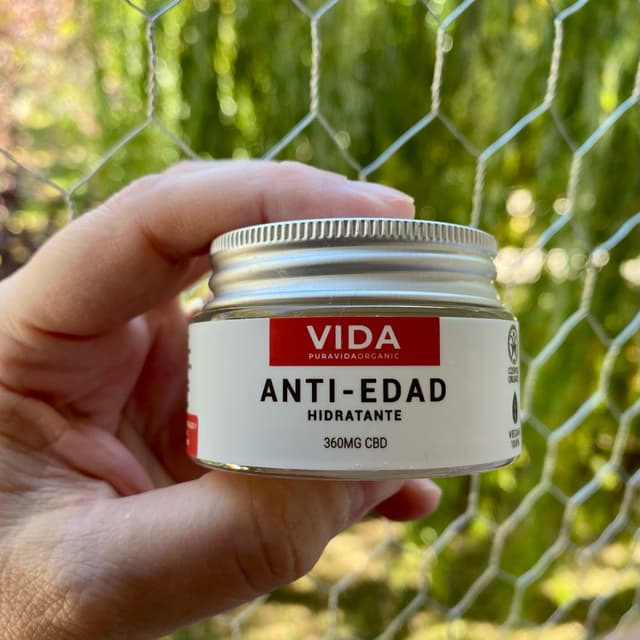 VIDA
PURAVIDAORGANIC
ANTI-EDAD
HIDRATANTE
360MG CBD